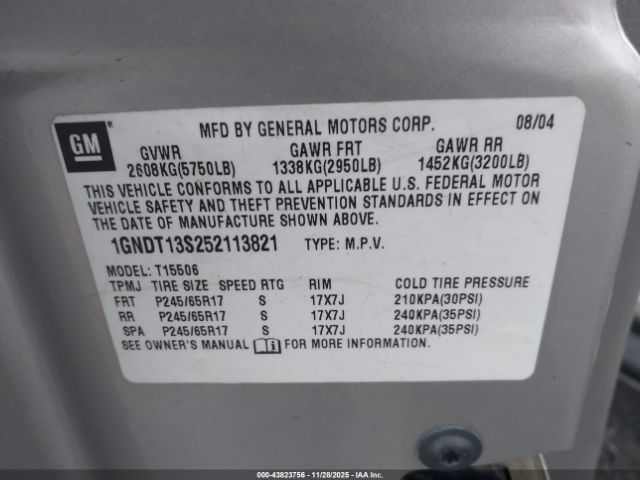 GM
MFD BY GENERAL MOTORS CORP. 08/04
GVWR GAWR FRT GAWR RR
2608KG(5750LB) 1338KG(2950LB) 1452KG(3200LB)
THIS VEHICLE CONFORMS TO ALL APPLICABLE U.S. FEDERAL MOTOR
VEHICLE SAFETY AND THEFT PREVENTION STANDARDS IN EFFECT ON
THE DATE OF MANUFACTURE SHOWN ABOVE.
1GNDT13S252113821 TYPE: M.P.V.
MODEL: T15506
TPMJ TIRE SIZE SPEED RTG RIM COLD TIRE PRESSURE
FRT P245/65R17 S 17X7J 210KPA(30PSI)
RR P245/65R17 S 17X7J 240KPA(35PSI)
SPA P245/65R17 S 17X7J 240KPA(35PSI)
SEE OWNER'S MANUAL FOR MORE INFORMATION.
000-43823756 - 11/28/2025 - IAA Inc. Copyright